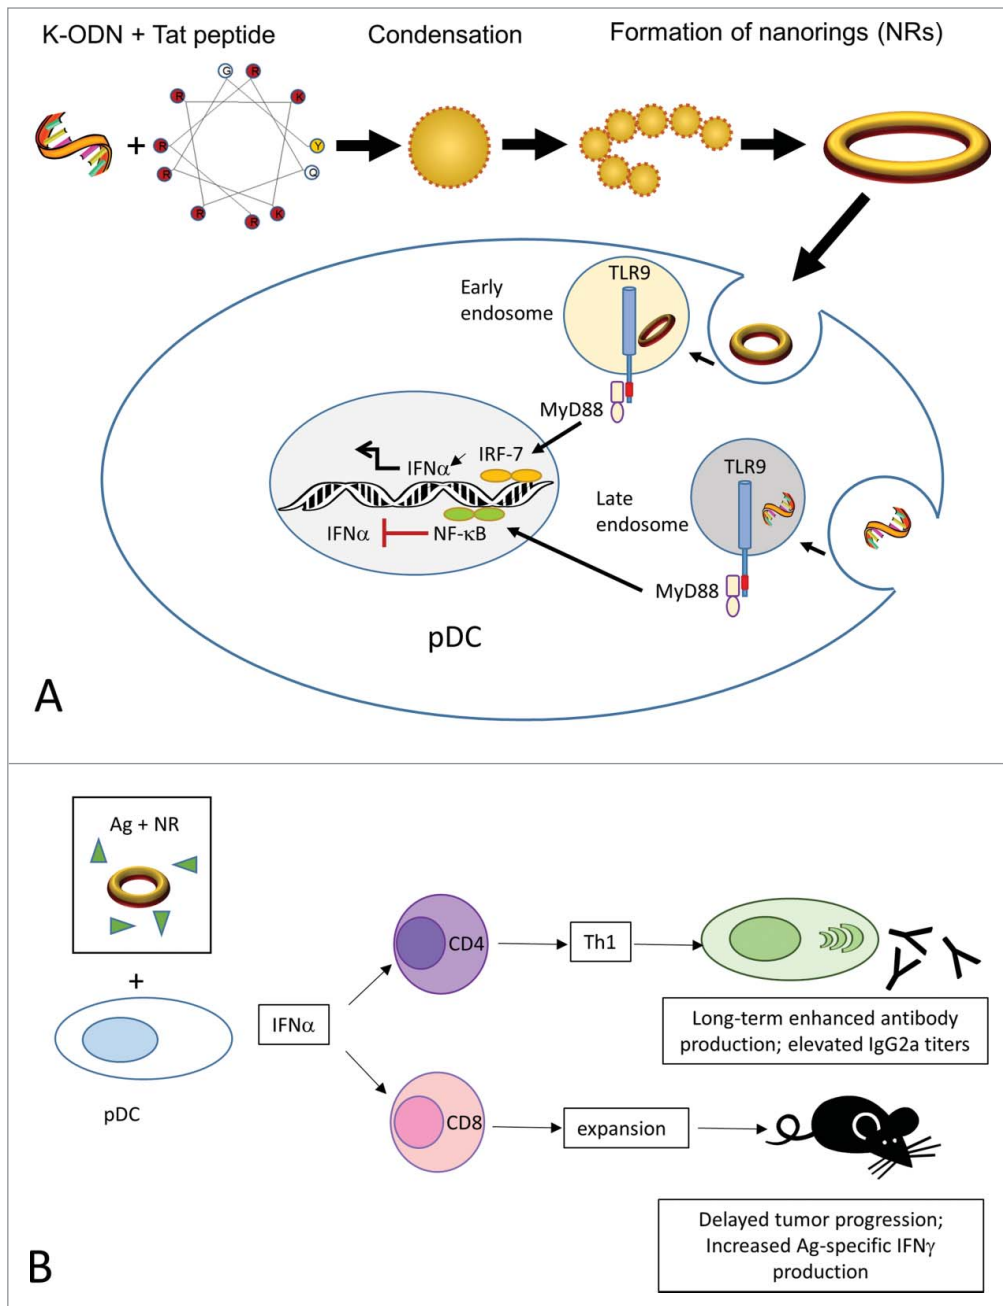 K-ODN + Tat peptide
Condensation
Formation of nanorings (NRs)
G
R
R
K
R
Y
R
Q
R
K
R
+
TLR9
Early
endosome
MyD88
IRF-7
IFNα
TLR9
Late
endosome
IFNα
NF-κB
MyD88
pDC
A
Ag + NR
CD4
Th1
+
IFNα
Long-term enhanced antibody
production; elevated IgG2a titers
pDC
CD8
expansion
Delayed tumor progression;
Increased Ag-specific IFNγ
production
B